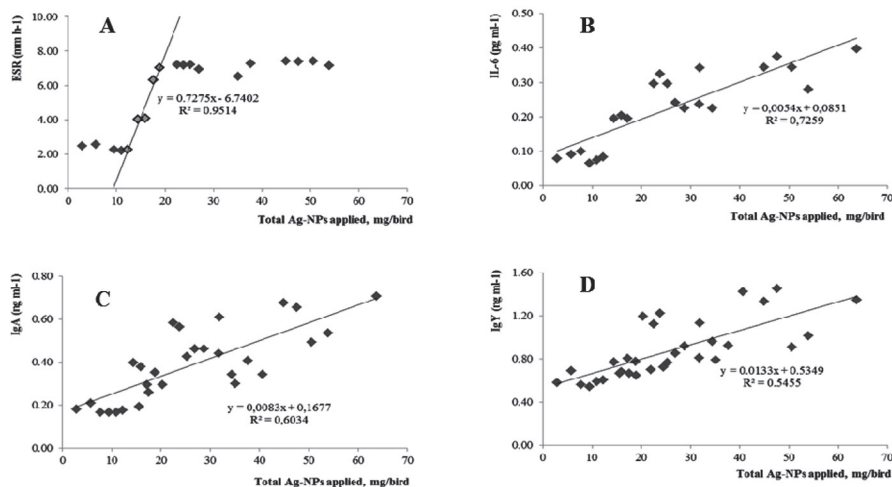 A
ESR (mm h-1)
10.00
8.00
6.00
4.00
2.00
0.00
y = 0.7275x- 6.7402
R² = 0.9514
0 10 20 30 40 50 60 70
Total Ag-NPs applied, mg/bird
B
IL-6 (pg ml-1)
0.50
0.40
0.30
0.20
0.10
0.00
y = 0,0054x + 0,0851
R² = 0,7259
0 10 20 30 40 50 60 70
Total Ag-NPs applied, mg/bird
C
IgA (ng ml-1)
0.80
0.60
0.40
0.20
0.00
y = 0,0083x + 0,1677
R² = 0,6034
0 10 20 30 40 50 60 70
Total Ag-NPs applied, mg/bird
D
IgY (ng ml-1)
1.60
1.20
0.80
0.40
0.00
y = 0.0133x + 0.5349
R² = 0.5455
0 10 20 30 40 50 60 70
Total Ag-NPs applied, mg/bird